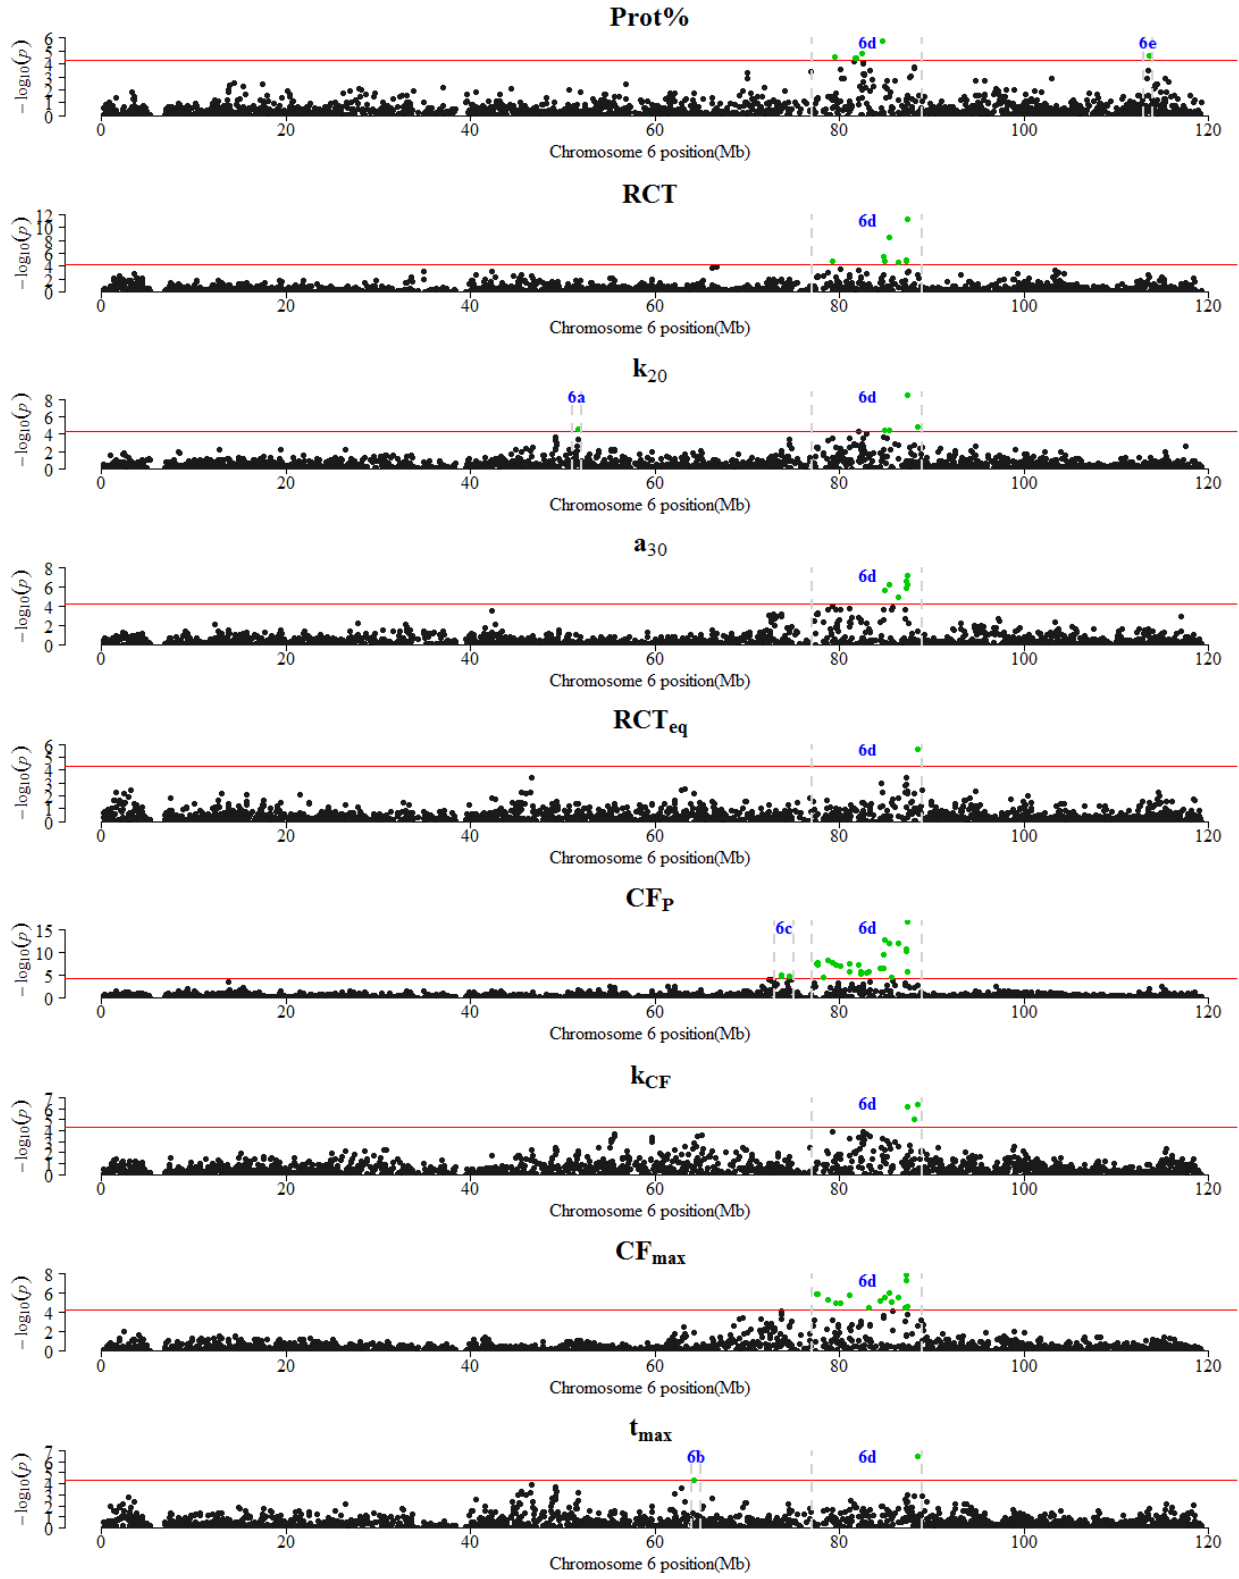 Prot%
6d 6e
− log10(p)
0 1 2 3 4 5 6
0 20 40 60 80 100 120
Chromosome 6 position(Mb)
RCT
6d
− log10(p)
0 2 4 6 8 10 12
0 20 40 60 80 100 120
Chromosome 6 position(Mb)
k20
6a 6d
− log10(p)
0 2 4 6 8
0 20 40 60 80 100 120
Chromosome 6 position(Mb)
a30
6d
− log10(p)
0 2 4 6 8
0 20 40 60 80 100 120
Chromosome 6 position(Mb)
RCTeq
6d
− log10(p)
0 1 2 3 4 5 6
0 20 40 60 80 100 120
Chromosome 6 position(Mb)
CFP
6c 6d
− log10(p)
0 5 10 15
0 20 40 60 80 100 120
Chromosome 6 position(Mb)
kCF
6d
− log10(p)
0 1 2 3 4 5 6 7
0 20 40 60 80 100 120
Chromosome 6 position(Mb)
CFmax
6d
− log10(p)
0 2 4 6 8
0 20 40 60 80 100 120
Chromosome 6 position(Mb)
tmax
6b 6d
− log10(p)
0 1 2 3 4 5 6 7
0 20 40 60 80 100 120
Chromosome 6 position(Mb)